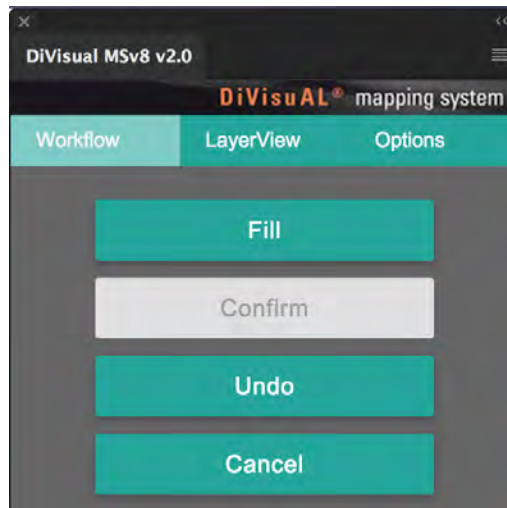 DiVisual MSv8 v2.0
DiVisuAL® mapping system
Workflow LayerView Options
Fill
Confirm
Undo
Cancel